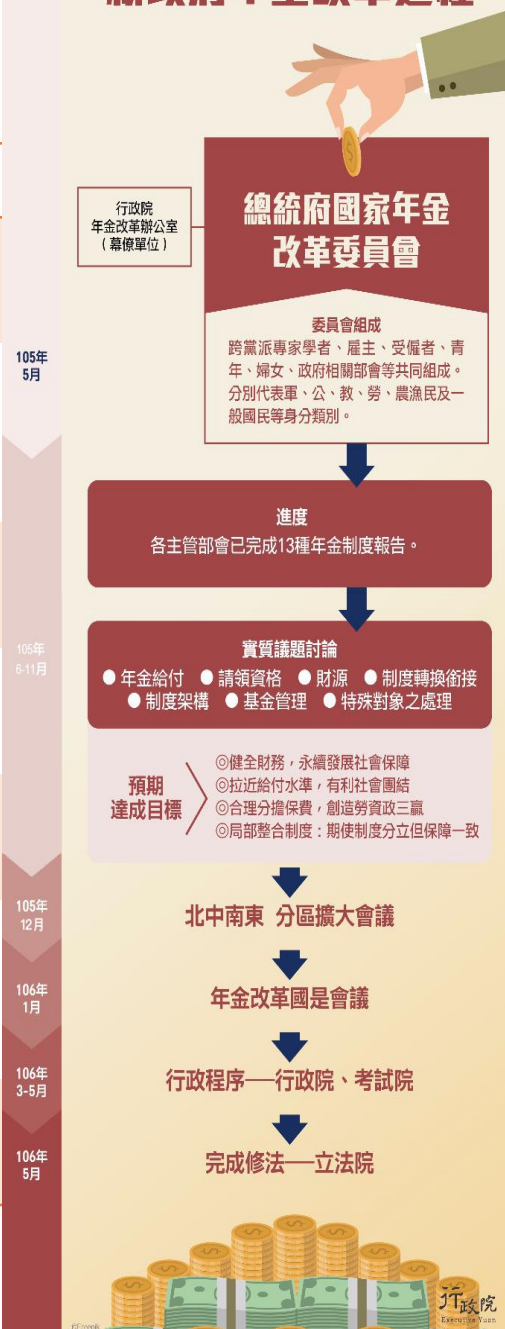 新政府年金改革進程
行政院
年金改革辦公室
（幕僚單位）
總統府國家年金
改革委員會
委員會組成
跨黨派專家學者、雇主、受僱者、青
年、婦女、政府相關部會等共同組成。
分別代表軍、公、教、勞、農漁民及一
般國民等身分類別。
105年
5月
進度
各主管部會已完成13種年金制度報告。
105年
6-11月
實質議題討論
●年金給付 ●請領資格 ●財源 ●制度轉換銜接
●制度架構 ●基金管理 ●特殊對象之處理
預期
達成目標
◎健全財務，永續發展社會保障
◎拉近給付水準，有利社會團結
◎合理分擔保費，創造勞資政三贏
◎局部整合制度：期使制度分立但保障一致
105年
12月
北中南東 分區擴大會議
106年
1月
年金改革國是會議
106年
3-5月
行政程序──行政院、考試院
106年
5月
完成修法──立法院
行政院
Executive Yuan
©Freepik